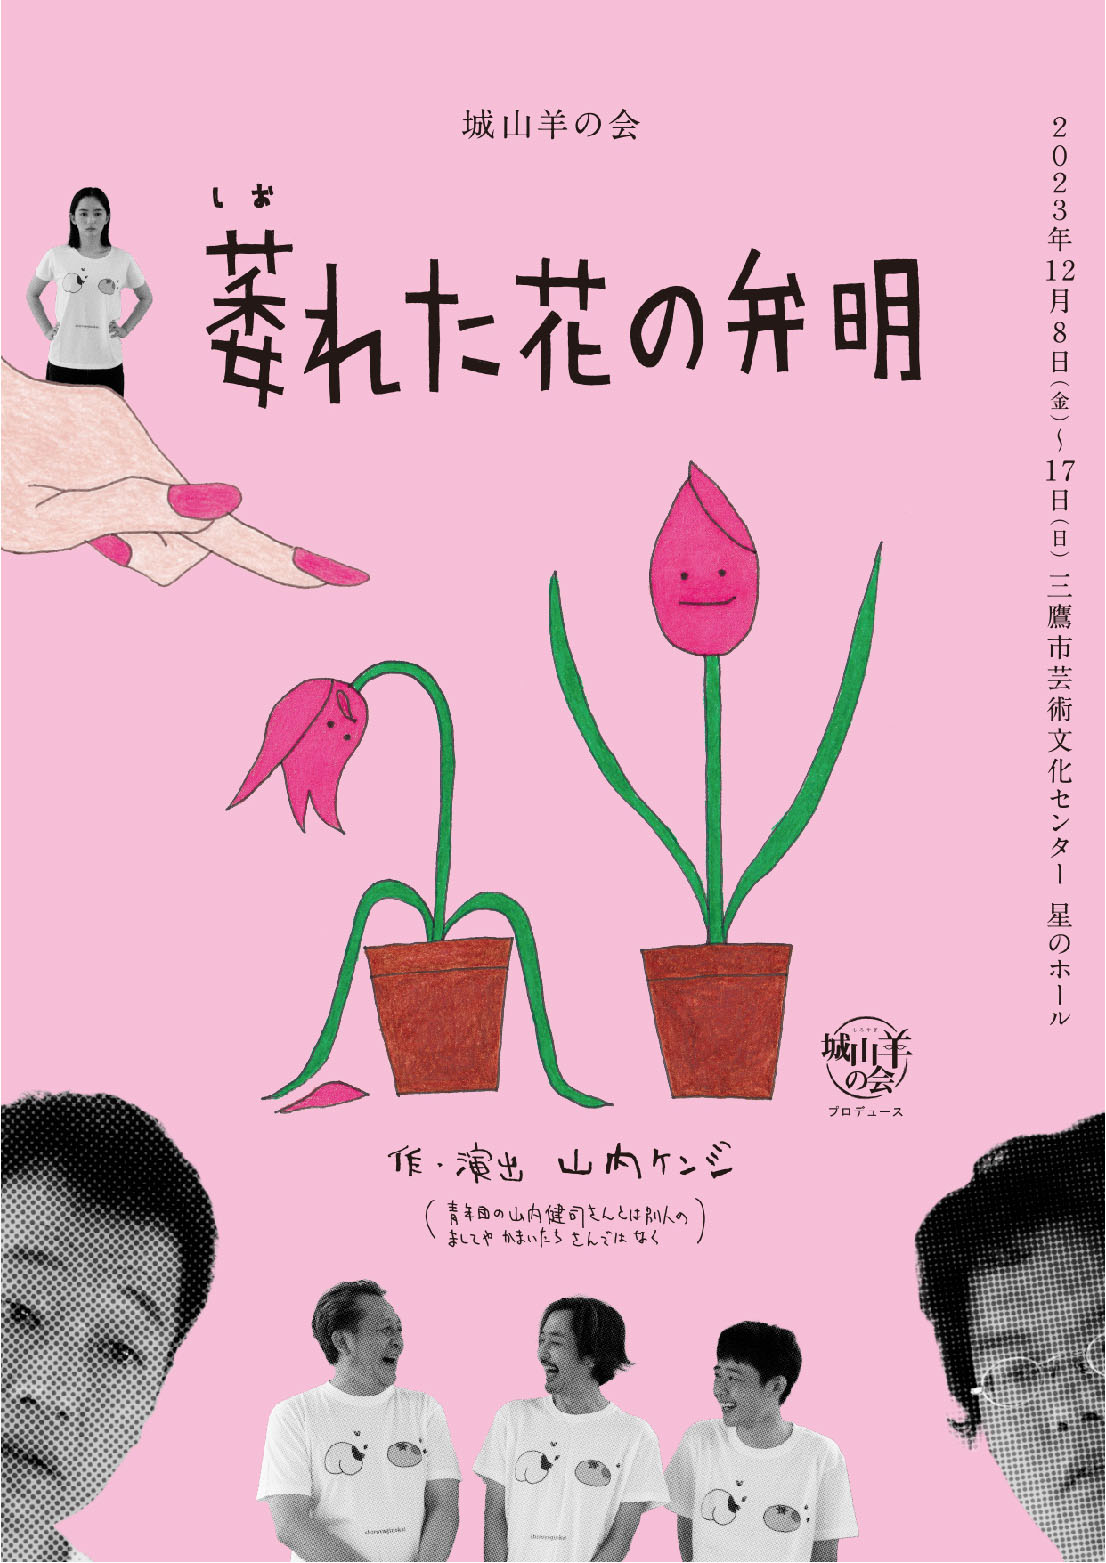 城山羊の会
しお
萎れた花の弁明
2023年12月8日(金)〜17日(日) 三鷹市芸術文化センター 星のホール
しろやぎ
城山羊
の会
プロデュース
作・演出 山内ケンジ
(青年団の山内健司さんとは別人の
ましてや かまいたち さんでは なく)